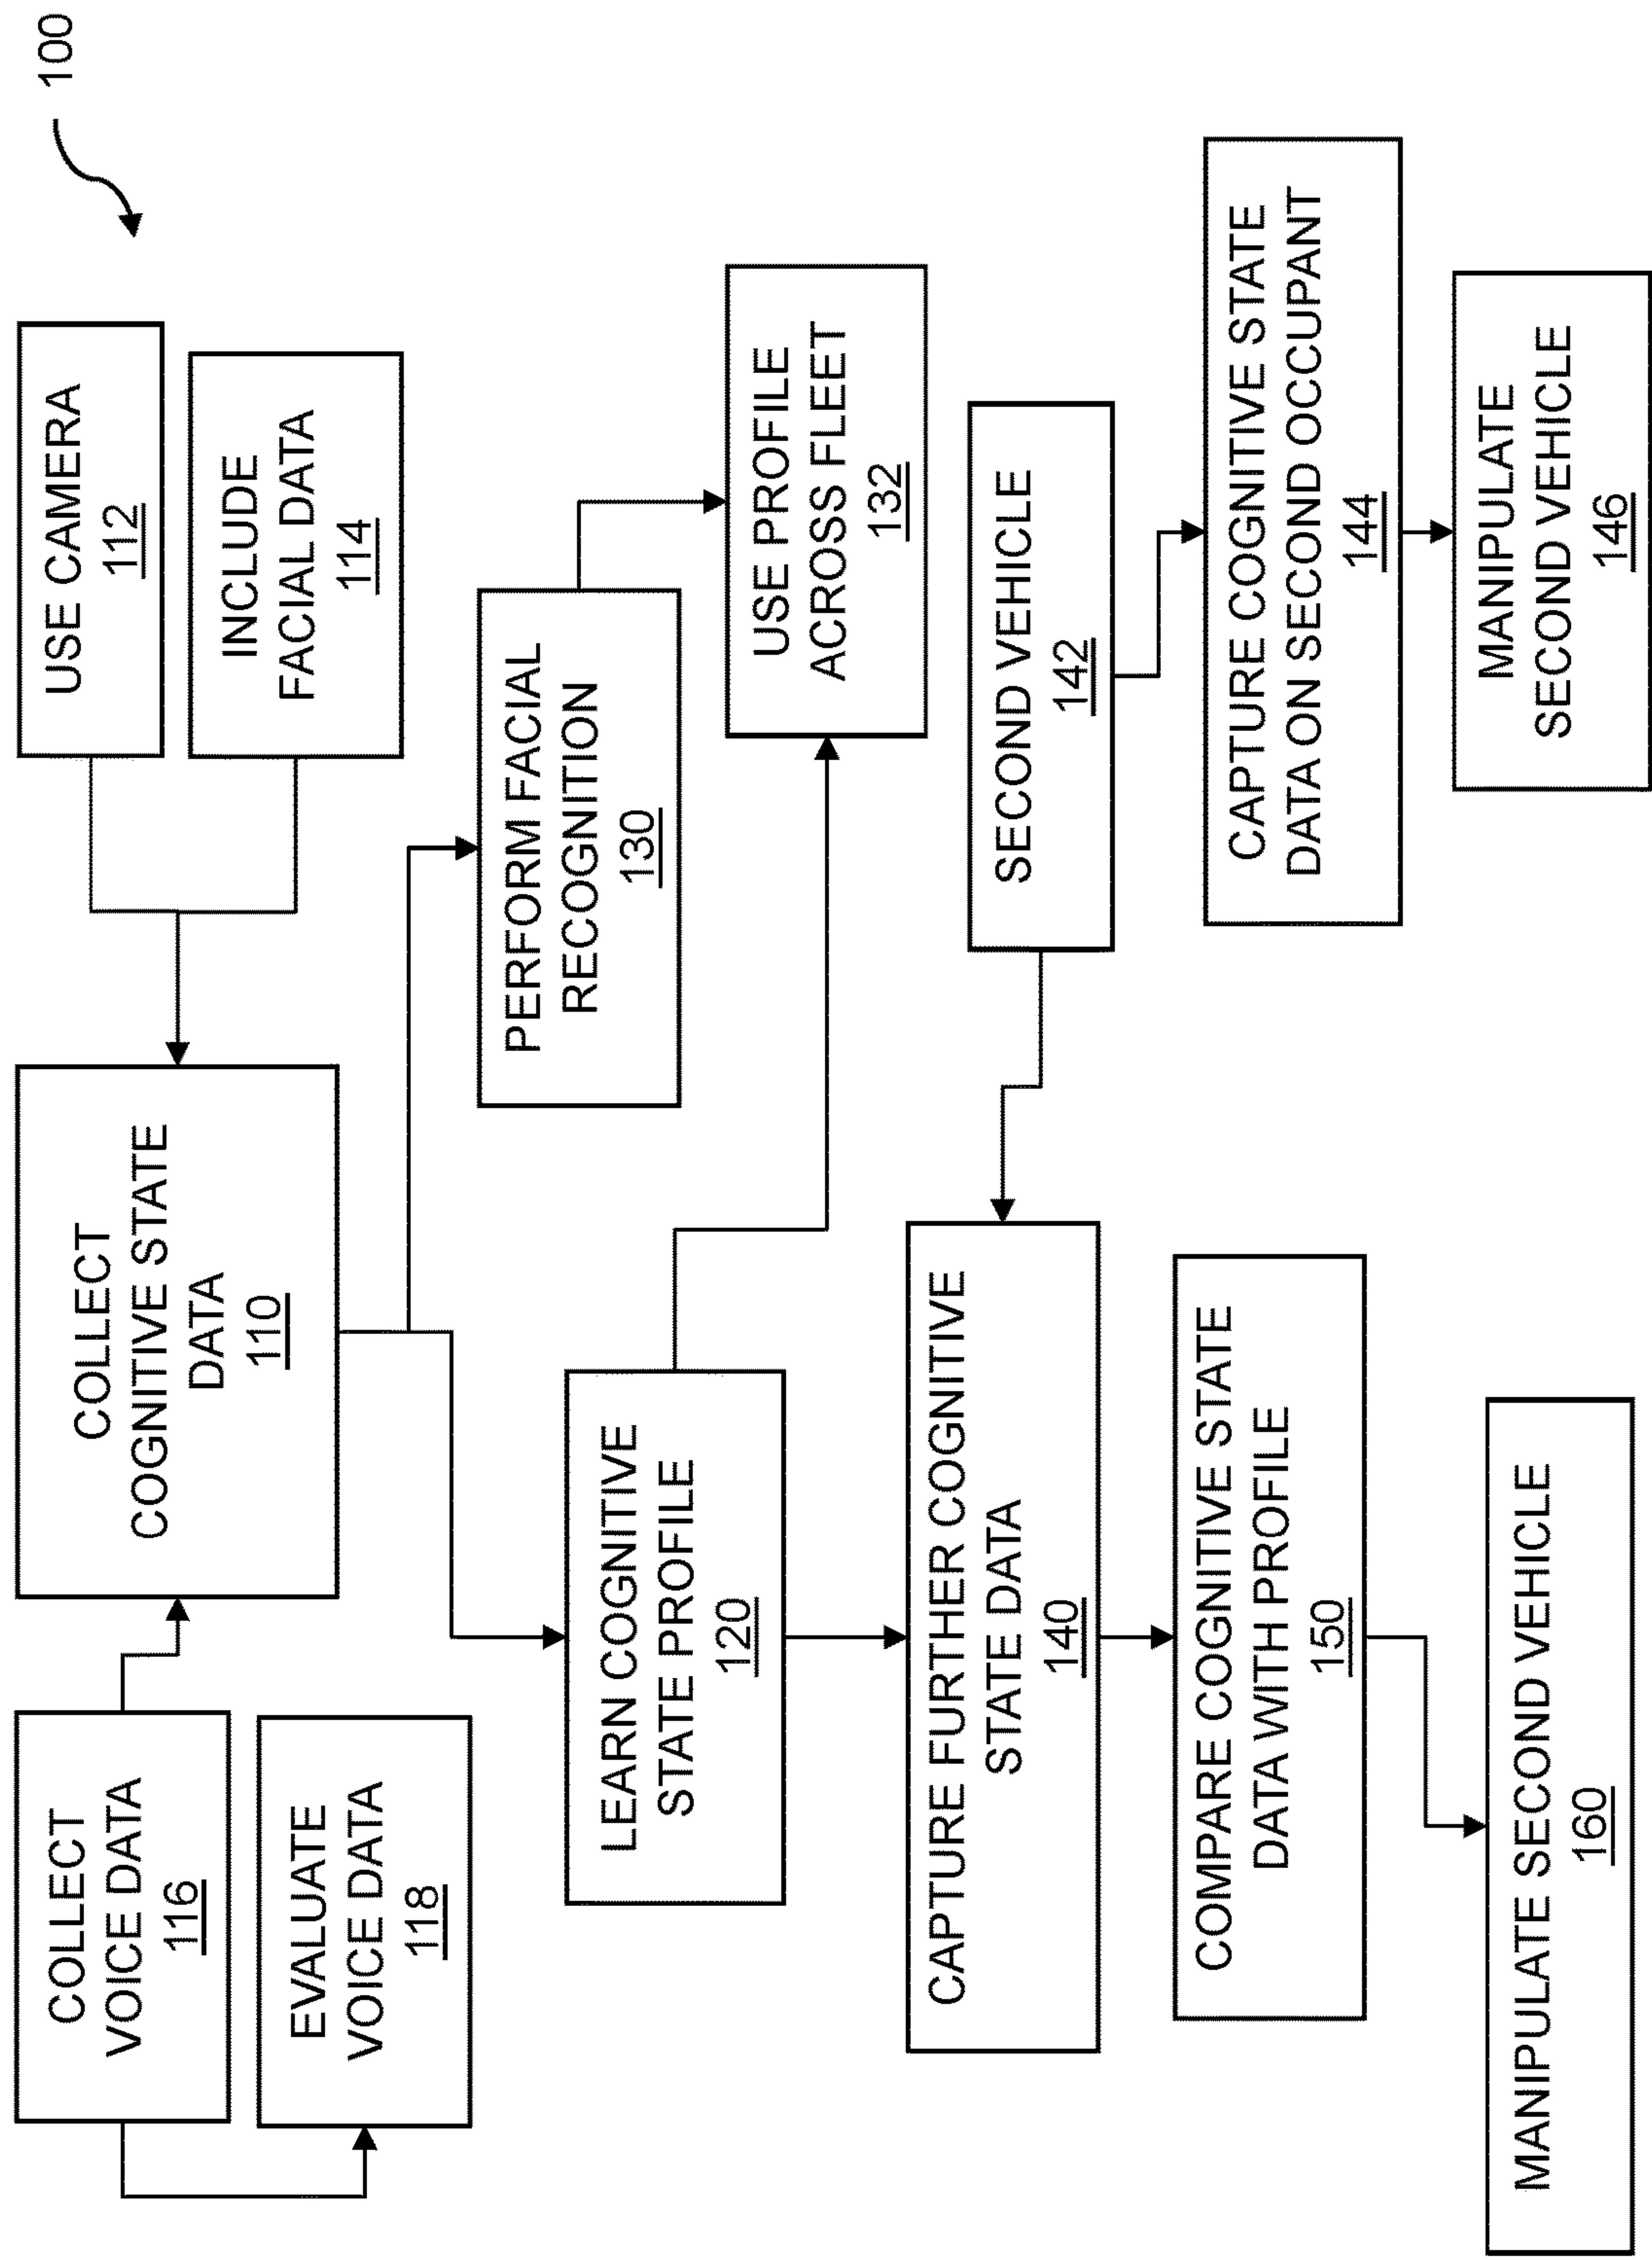 100
COLLECT
VOICE DATA
116
EVALUATE
VOICE DATA
118
COLLECT
COGNITIVE STATE
DATA
110
USE CAMERA
112
INCLUDE
FACIAL DATA
114
LEARN COGNITIVE
STATE PROFILE
120
PERFORM FACIAL
RECOGNITION
130
USE PROFILE
ACROSS FLEET
132
CAPTURE FURTHER COGNITIVE
STATE DATA
140
SECOND VEHICLE
142
COMPARE COGNITIVE STATE
DATA WITH PROFILE
150
CAPTURE COGNITIVE STATE
DATA ON SECOND OCCUPANT
144
MANIPULATE SECOND VEHICLE
160
MANIPULATE
SECOND VEHICLE
146